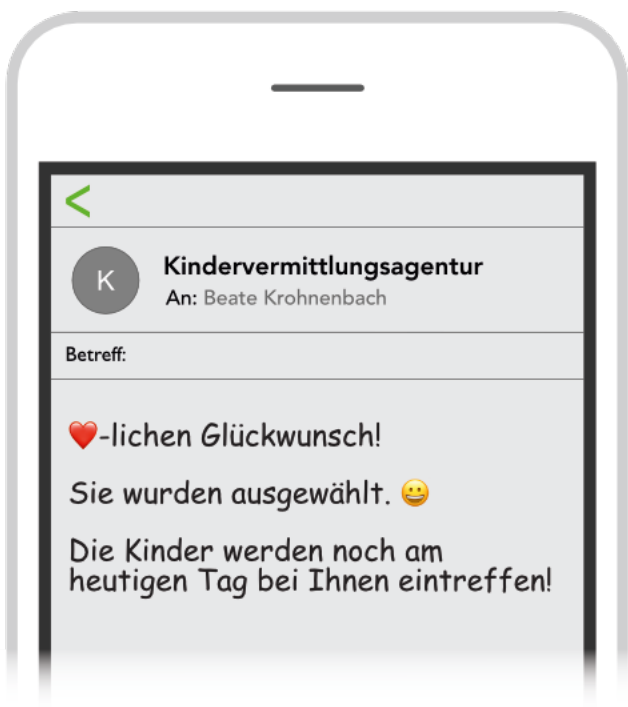 <
K
Kindervermittlungsagentur
An: Beate Krohnenbach
Betreff:
❤️-lichen Glückwunsch!
Sie wurden ausgewählt. 😀
Die Kinder werden noch am
heutigen Tag bei Ihnen eintreffen!